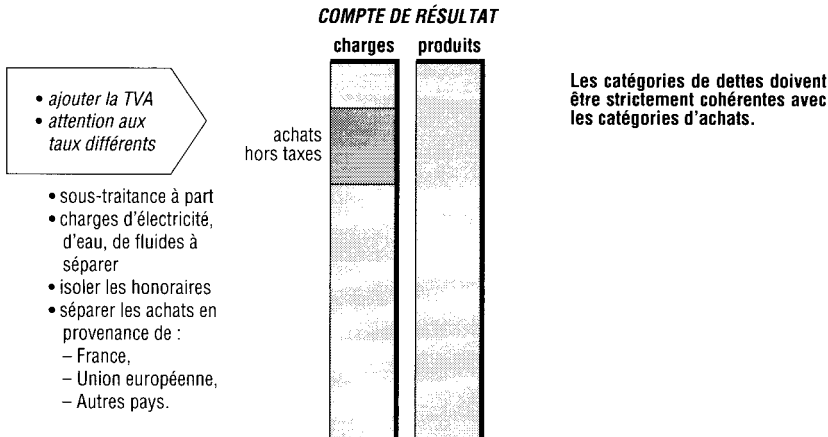 COMPTE DE RÉSULTAT
charges produits
• ajouter la TVA
• attention aux
taux différents
achats
hors taxes
• sous-traitance à part
• charges d'électricité,
d'eau, de fluides à
séparer
• isoler les honoraires
• séparer les achats en
provenance de :
– France,
– Union européenne,
– Autres pays.
Les catégories de dettes doivent
être strictement cohérentes avec
les catégories d'achats.